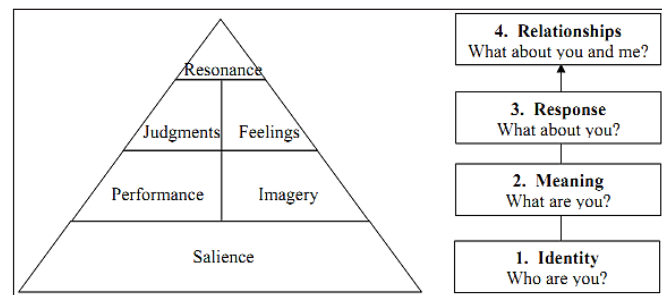 Resonance
Judgments Feelings
Performance Imagery
Salience
4. Relationships
What about you and me?
3. Response
What about you?
2. Meaning
What are you?
1. Identity
Who are you?